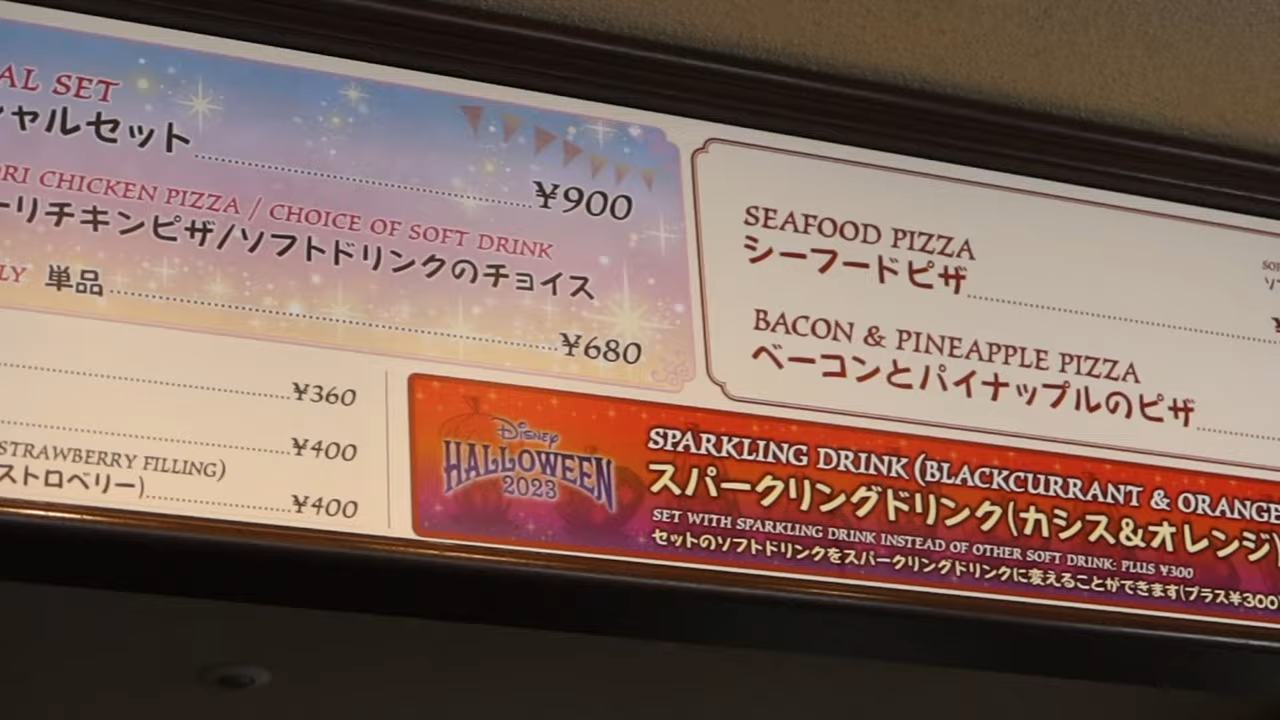 AL SET
ャルセット
¥900
ORI CHICKEN PIZZA / CHOICE OF SOFT DRINK
ーリチキンピザ/ソフトドリンクのチョイス
LY 単品
¥680
¥360
¥400
STRAWBERRY FILLING)
ストロベリー)
¥400
SEAFOOD PIZZA
シーフードピザ
BACON & PINEAPPLE PIZZA
ベーコンとパイナップルのピザ
Disney
HALLOWEEN
2023
SPARKLING DRINK (BLACKCURRANT & ORANGE
スパークリングドリンク(カシス&オレンジ)
SET WITH SPARKLING DRINK INSTEAD OF OTHER SOFT DRINK: PLUS ¥300
セットのソフトドリンクをスパークリングドリンクに変えることができます(プラス¥300